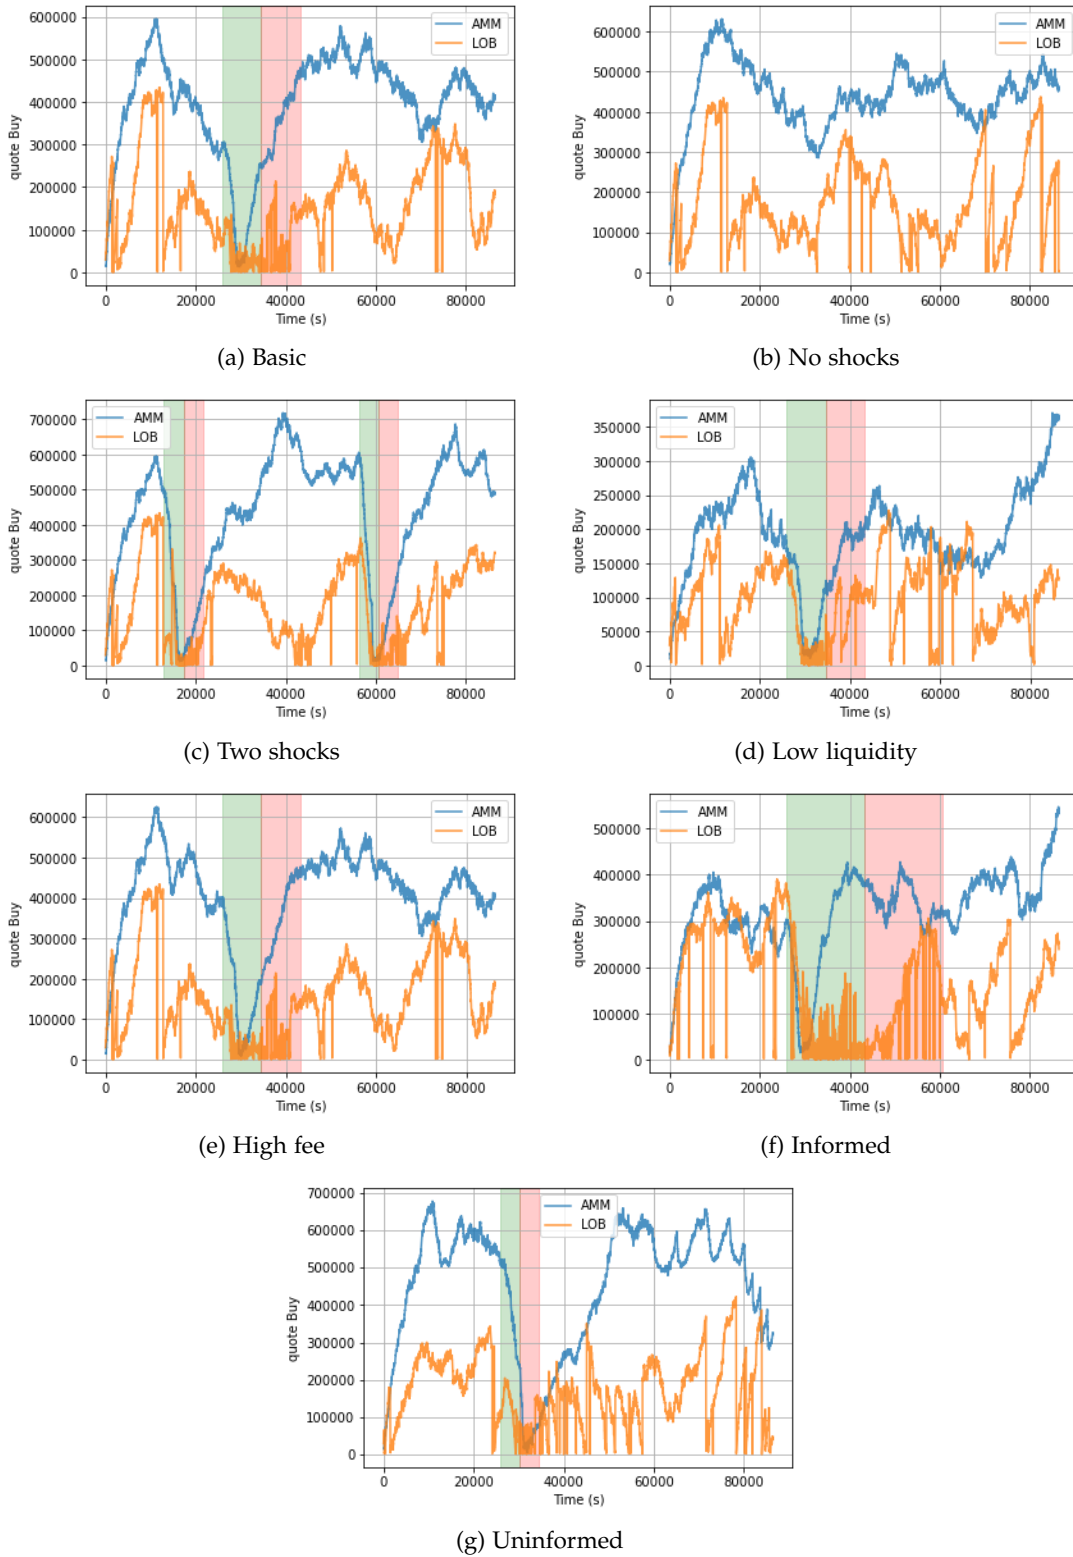 600000
500000
400000
300000
200000
100000
0
quote Buy
AMM
LOB
0 20000 40000 60000 80000
Time (s)
(a) Basic
600000
500000
400000
300000
200000
100000
0
quote Buy
AMM
LOB
0 20000 40000 60000 80000
Time (s)
(b) No shocks
700000
600000
500000
400000
300000
200000
100000
0
quote Buy
AMM
LOB
0 20000 40000 60000 80000
Time (s)
(c) Two shocks
350000
300000
250000
200000
150000
100000
50000
0
quote Buy
AMM
LOB
0 20000 40000 60000 80000
Time (s)
(d) Low liquidity
600000
500000
400000
300000
200000
100000
0
quote Buy
AMM
LOB
0 20000 40000 60000 80000
Time (s)
(e) High fee
500000
400000
300000
200000
100000
0
quote Buy
AMM
LOB
0 20000 40000 60000 80000
Time (s)
(f) Informed
700000
600000
500000
400000
300000
200000
100000
0
quote Buy
AMM
LOB
0 20000 40000 60000 80000
Time (s)
(g) Uninformed